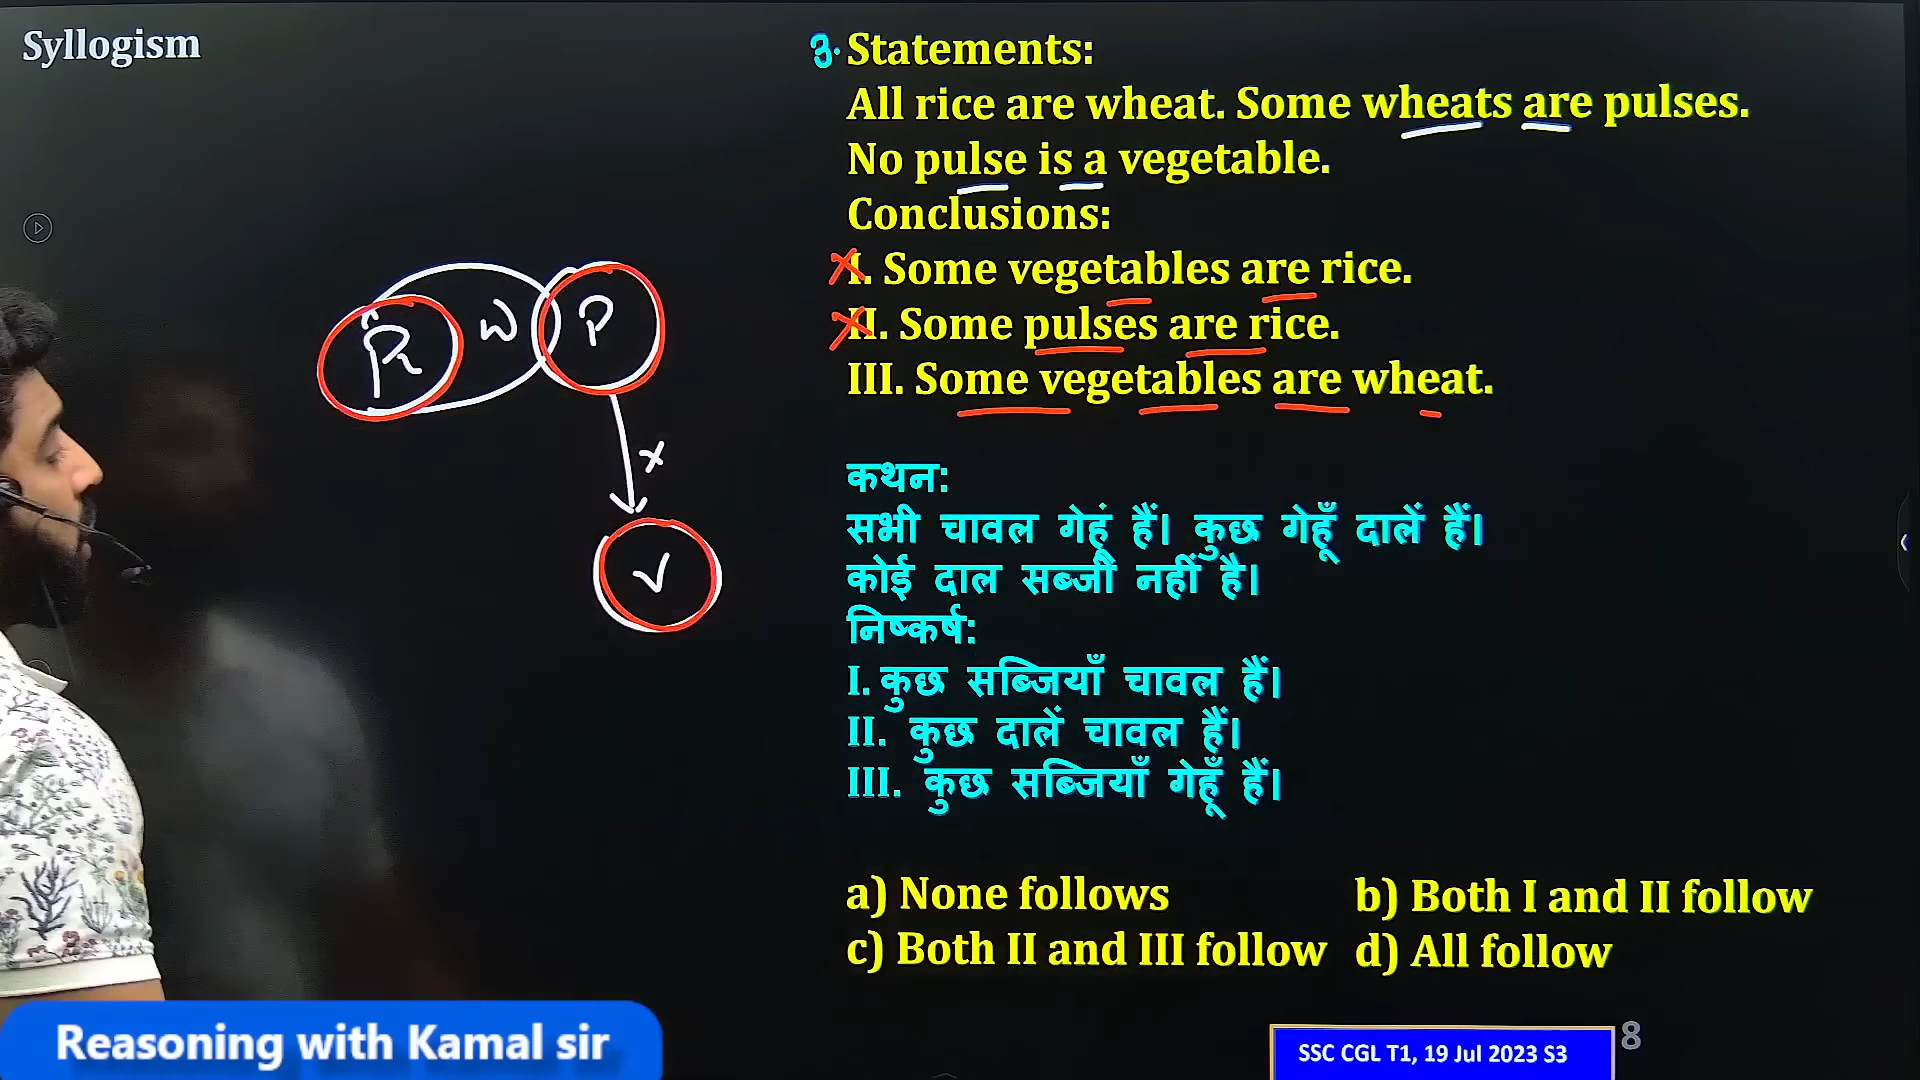 Syllogism
3. Statements:
All rice are wheat. Some wheats are pulses.
No pulse is a vegetable.
Conclusions:
I. Some vegetables are rice.
II. Some pulses are rice.
III. Some vegetables are wheat.
R W P
x
V
कथन:
सभी चावल गेहूं हैं। कुछ गेहूँ दालें हैं।
कोई दाल सब्जी नहीं है।
निष्कर्ष:
I. कुछ सब्जियाँ चावल हैं।
II. कुछ दालें चावल हैं।
III. कुछ सब्जियाँ गेहूँ हैं।
a) None follows b) Both I and II follow
c) Both II and III follow d) All follow
Reasoning with Kamal sir
SSC CGL T1, 19 Jul 2023 S3
8